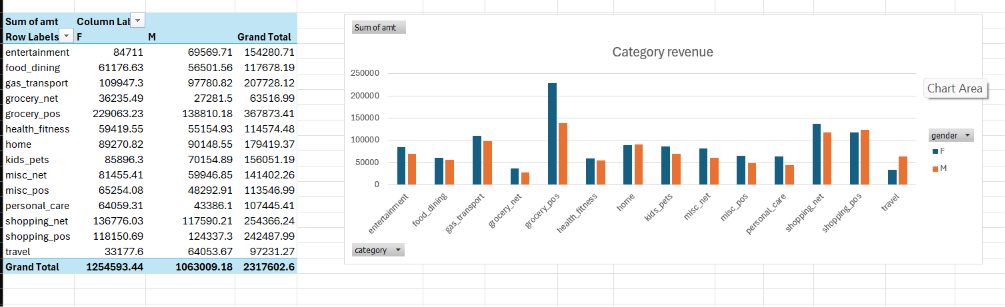 Sum of amt Column Lal
Row Labels F M Grand Total
entertainment 84711 69569.71 154280.71
food_dining 61176.63 56501.56 117678.19
gas_transport 109947.3 97780.82 207728.12
grocery_net 36235.49 27281.5 63516.99
grocery_pos 229063.23 138810.18 367873.41
health_fitness 59419.55 55154.93 114574.48
home 89270.82 90148.55 179419.37
kids_pets 85896.3 70154.89 156051.19
misc_net 81455.41 59946.85 141402.26
misc_pos 65254.08 48292.91 113546.99
personal_care 64059.31 43386.1 107445.41
shopping_net 136776.03 117590.21 254366.24
shopping_pos 118150.69 124337.3 242487.99
travel 33177.6 64053.67 97231.27
Grand Total 1254593.44 1063009.18 2317602.6
Sum of amt
Category revenue
250000
200000
150000
100000
50000
0
entertainment
food_dining
gas_transport
grocery_net
grocery_pos
health_fitness
home
kids_pets
misc_net
misc_pos
personal_care
shopping_net
shopping_pos
travel
Chart Area
gender
F
M
category